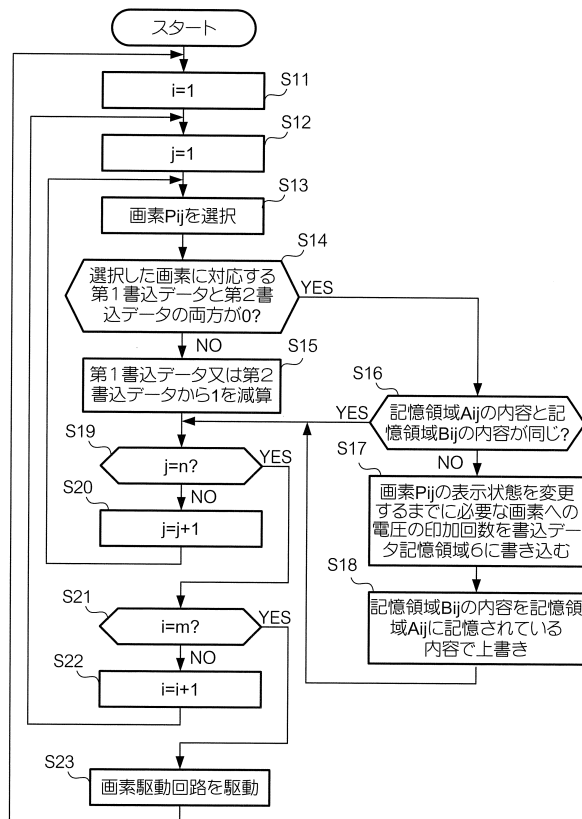 スタート
S11
i=1
S12
j=1
S13
画素Pijを選択
S14
選択した画素に対応する
第1書込データと第2書
込データの両方が0?
YES
NO
S15
第1書込データ又は第2
書込データから1を減算
S16
YES
記憶領域Aijの内容と記
憶領域Bijの内容が同じ?
NO
S17
画素Pijの表示状態を変更
するまでに必要な画素への
電圧の印加回数を書込デー
タ記憶領域6に書き込む
S18
記憶領域Bijの内容を記憶領
域Aijに記憶されている
内容で上書き
S19
j=n?
YES
NO
S20
j=j+1
S21
i=m?
YES
NO
S22
i=i+1
S23
画素駆動回路を駆動